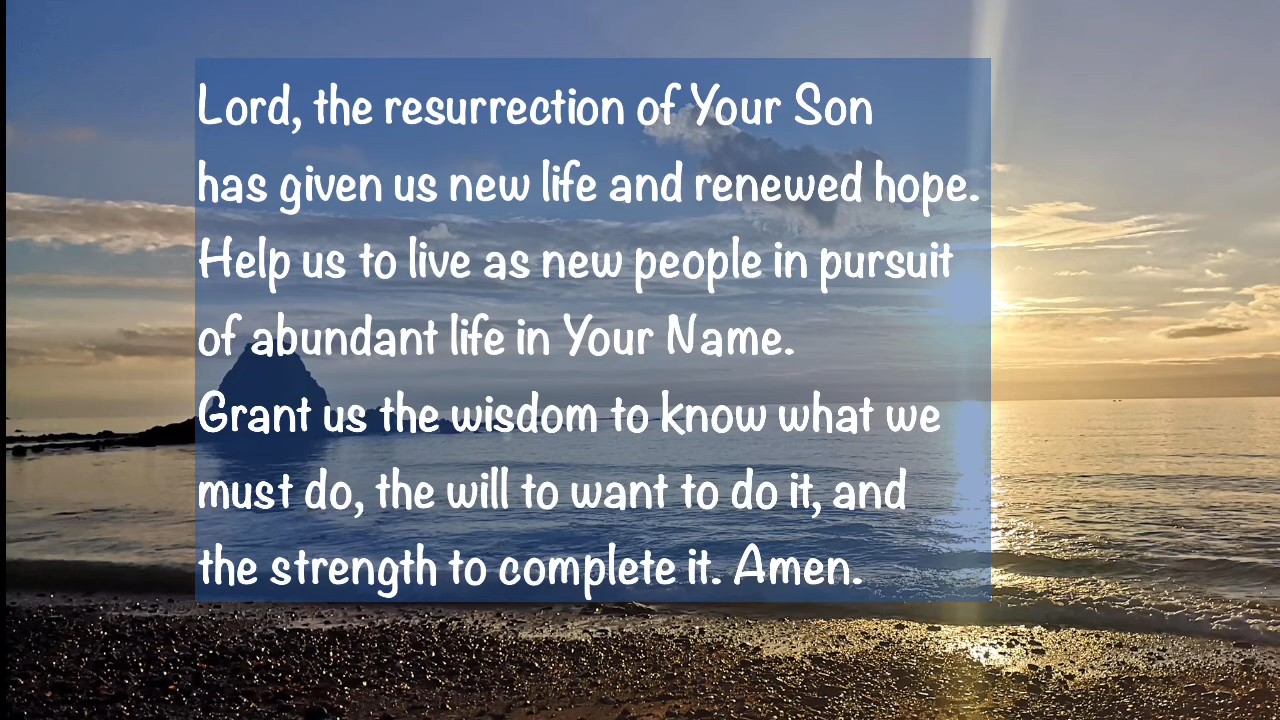 Lord, the resurrection of Your Son
has given us new life and renewed hope.
Help us to live as new people in pursuit
of abundant life in Your Name.
Grant us the wisdom to know what we
must do, the will to want to do it, and
the strength to complete it. Amen.